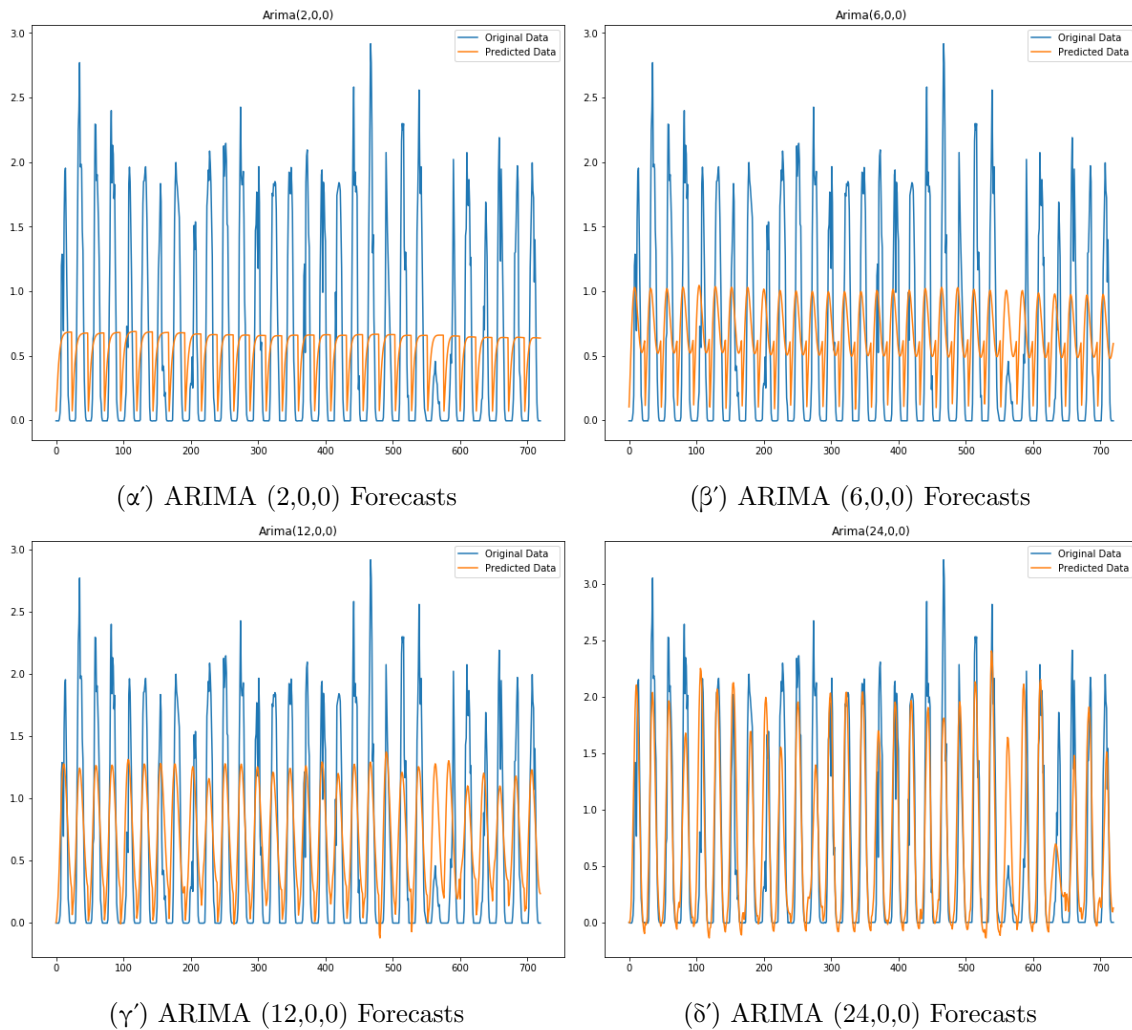 Arima(2,0,0)
Original Data
Predicted Data
3.0
2.5
2.0
1.5
1.0
0.5
0.0
0 100 200 300 400 500 600 700
(α′) ARIMA (2,0,0) Forecasts
Arima(6,0,0)
Original Data
Predicted Data
3.0
2.5
2.0
1.5
1.0
0.5
0.0
0 100 200 300 400 500 600 700
(β′) ARIMA (6,0,0) Forecasts
Arima(12,0,0)
Original Data
Predicted Data
3.0
2.5
2.0
1.5
1.0
0.5
0.0
0 100 200 300 400 500 600 700
(γ′) ARIMA (12,0,0) Forecasts
Arima(24,0,0)
Original Data
Predicted Data
3.0
2.5
2.0
1.5
1.0
0.5
0.0
0 100 200 300 400 500 600 700
(δ′) ARIMA (24,0,0) Forecasts